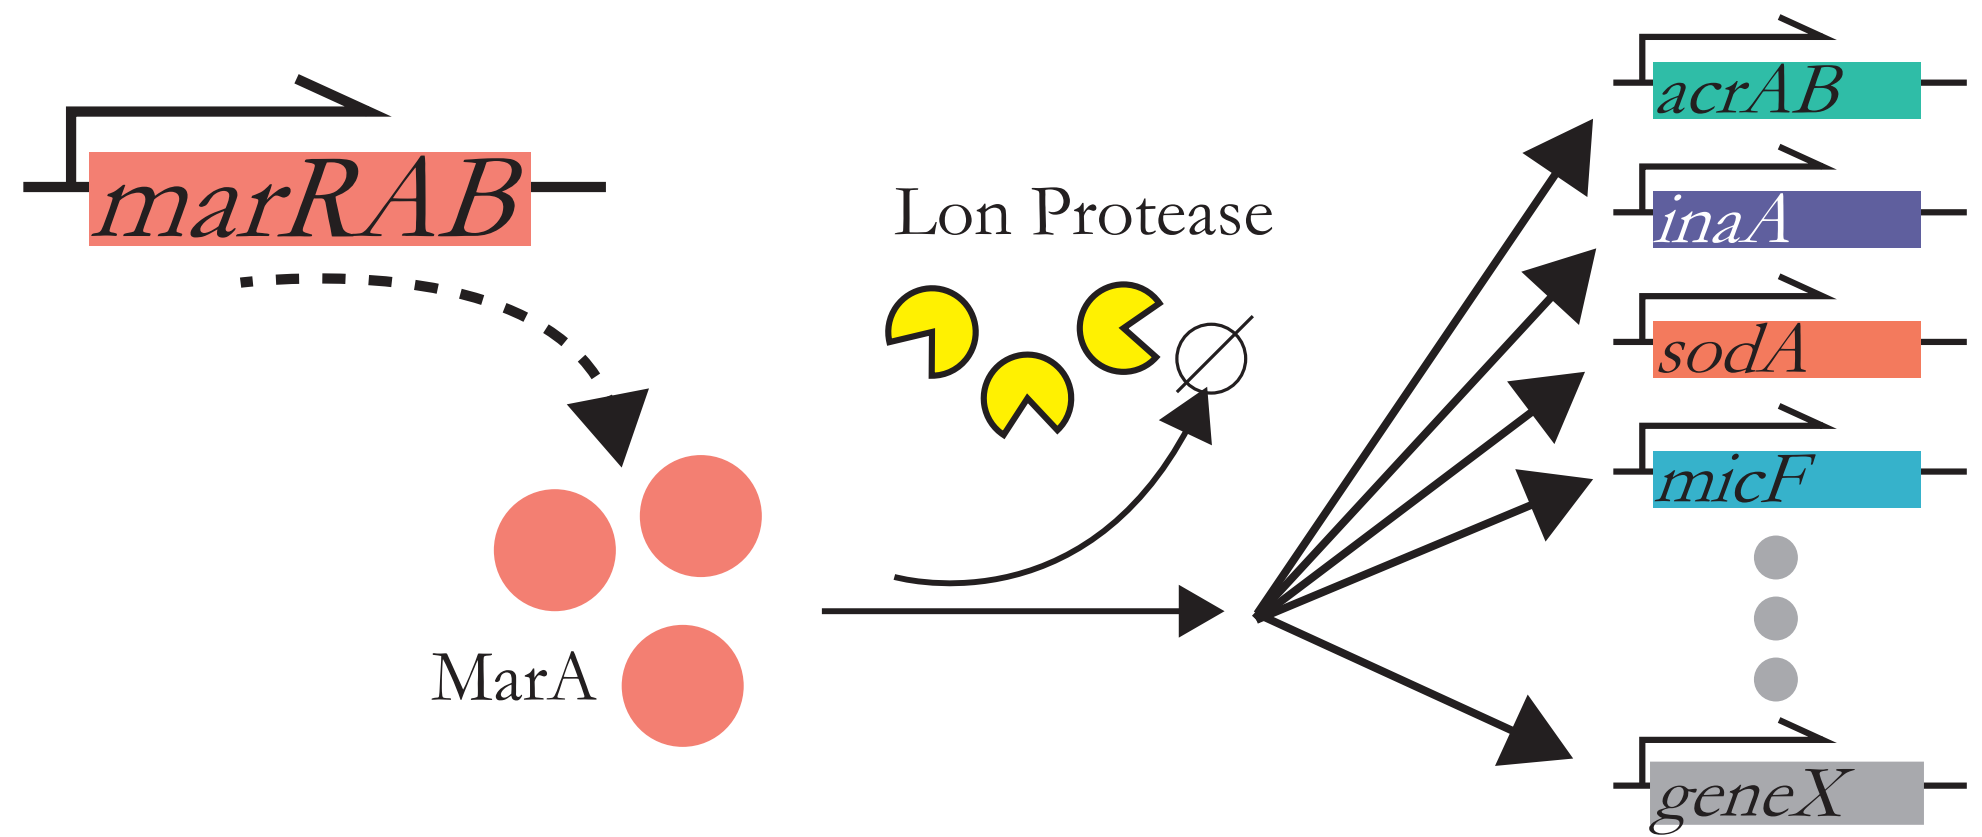 marRAB
Lon Protease
MarA
acrAB
inaA
sodA
micF
geneX